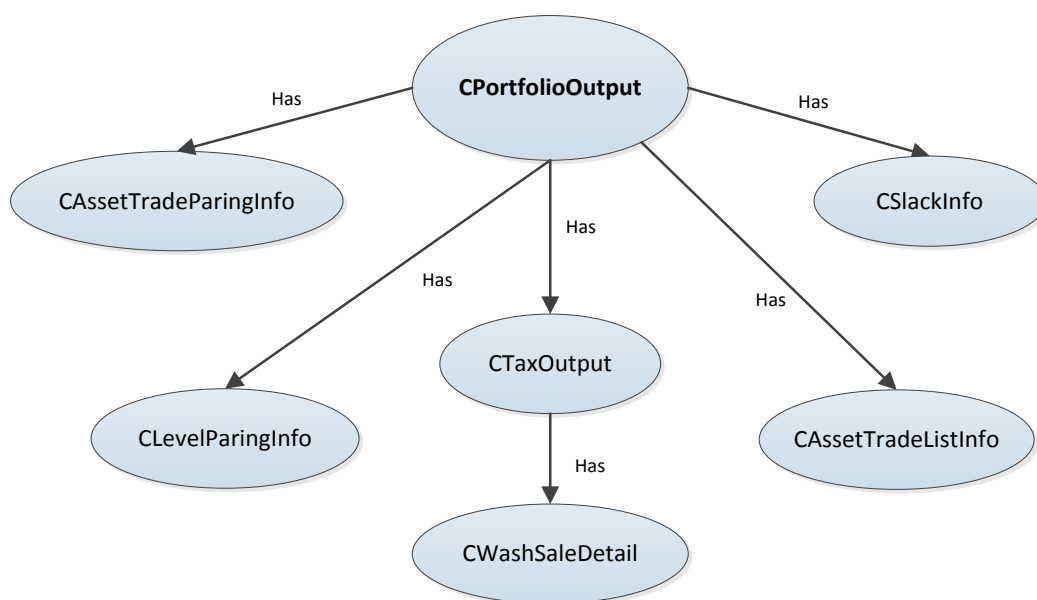 CPortfolioOutput
Has
Has
CAssetTradeParingInfo
CSlackInfo
Has
Has
Has
CTaxOutput
CLevelParingInfo
CAssetTradeListInfo
Has
CWashSaleDetail